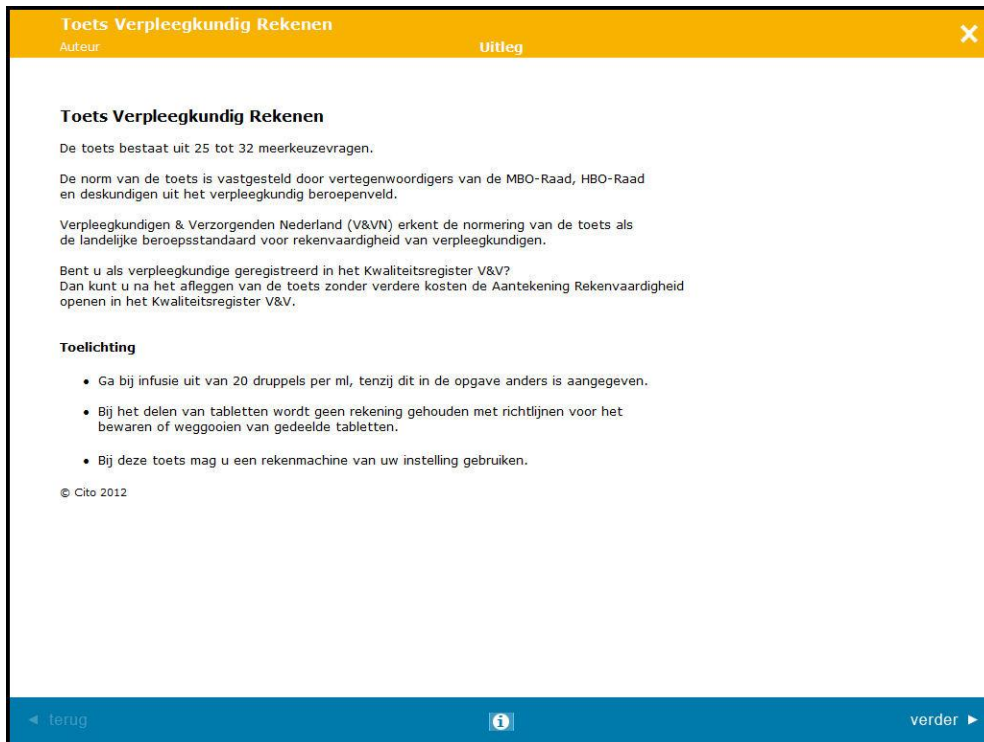 Toets Verpleegkundig Rekenen
Auteur
Uitleg
Toets Verpleegkundig Rekenen
De toets bestaat uit 25 tot 32 meerkeuzevragen.
De norm van de toets is vastgesteld door vertegenwoordigers van de MBO-Raad, HBO-Raad
en deskundigen uit het verpleegkundig beroepenveld.
Verpleegkundigen & Verzorgenden Nederland (V&VN) erkent de normering van de toets als
de landelijke beroepsstandaard voor rekenvaardigheid van verpleegkundigen.
Bent u als verpleegkundige geregistreerd in het Kwaliteitsregister V&V?
Dan kunt u na het afleggen van de toets zonder verdere kosten de Aantekening Rekenvaardigheid
openen in het Kwaliteitsregister V&V.
Toelichting
• Ga bij infusie uit van 20 druppels per ml, tenzij dit in de opgave anders is aangegeven.
• Bij het delen van tabletten wordt geen rekening gehouden met richtlijnen voor het
bewaren of weggooien van gedeelde tabletten.
• Bij deze toets mag u een rekenmachine van uw instelling gebruiken.
© Cito 2012
◄ terug
i
verder ►